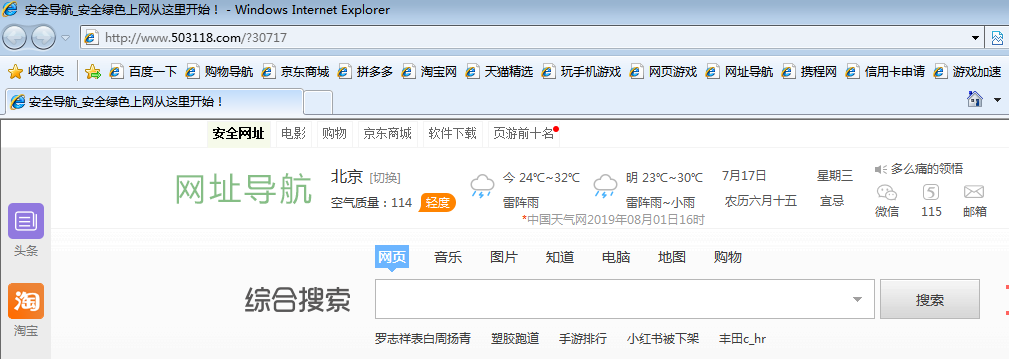 安全导航_安全绿色上网从这里开始！ - Windows Internet Explorer
http://www.503118.com/?30717
收藏夹 百度一下 购物导航 京东商城 拼多多 淘宝网 天猫精选 玩手机游戏 网页游戏 网址导航 携程网 信用卡申请 游戏加速
安全导航_安全绿色上网从这里开始！
安全网址 电影 购物 京东商城 软件下载 页游前十名
网址导航 北京 [切换] 今 24℃~32℃ 明 23℃~30℃ 7月17日 星期三 多么痛的领悟
空气质量：114 轻度 雷阵雨 雷阵雨~小雨 农历六月十五 宜忌 微信 115 邮箱
*中国天气网2019年08月01日16时
头条
网页 音乐 图片 知道 电脑 地图 购物
综合搜索 搜索
淘
淘宝
罗志祥表白周扬青 塑胶跑道 手游排行 小红书被下架 丰田c_hr